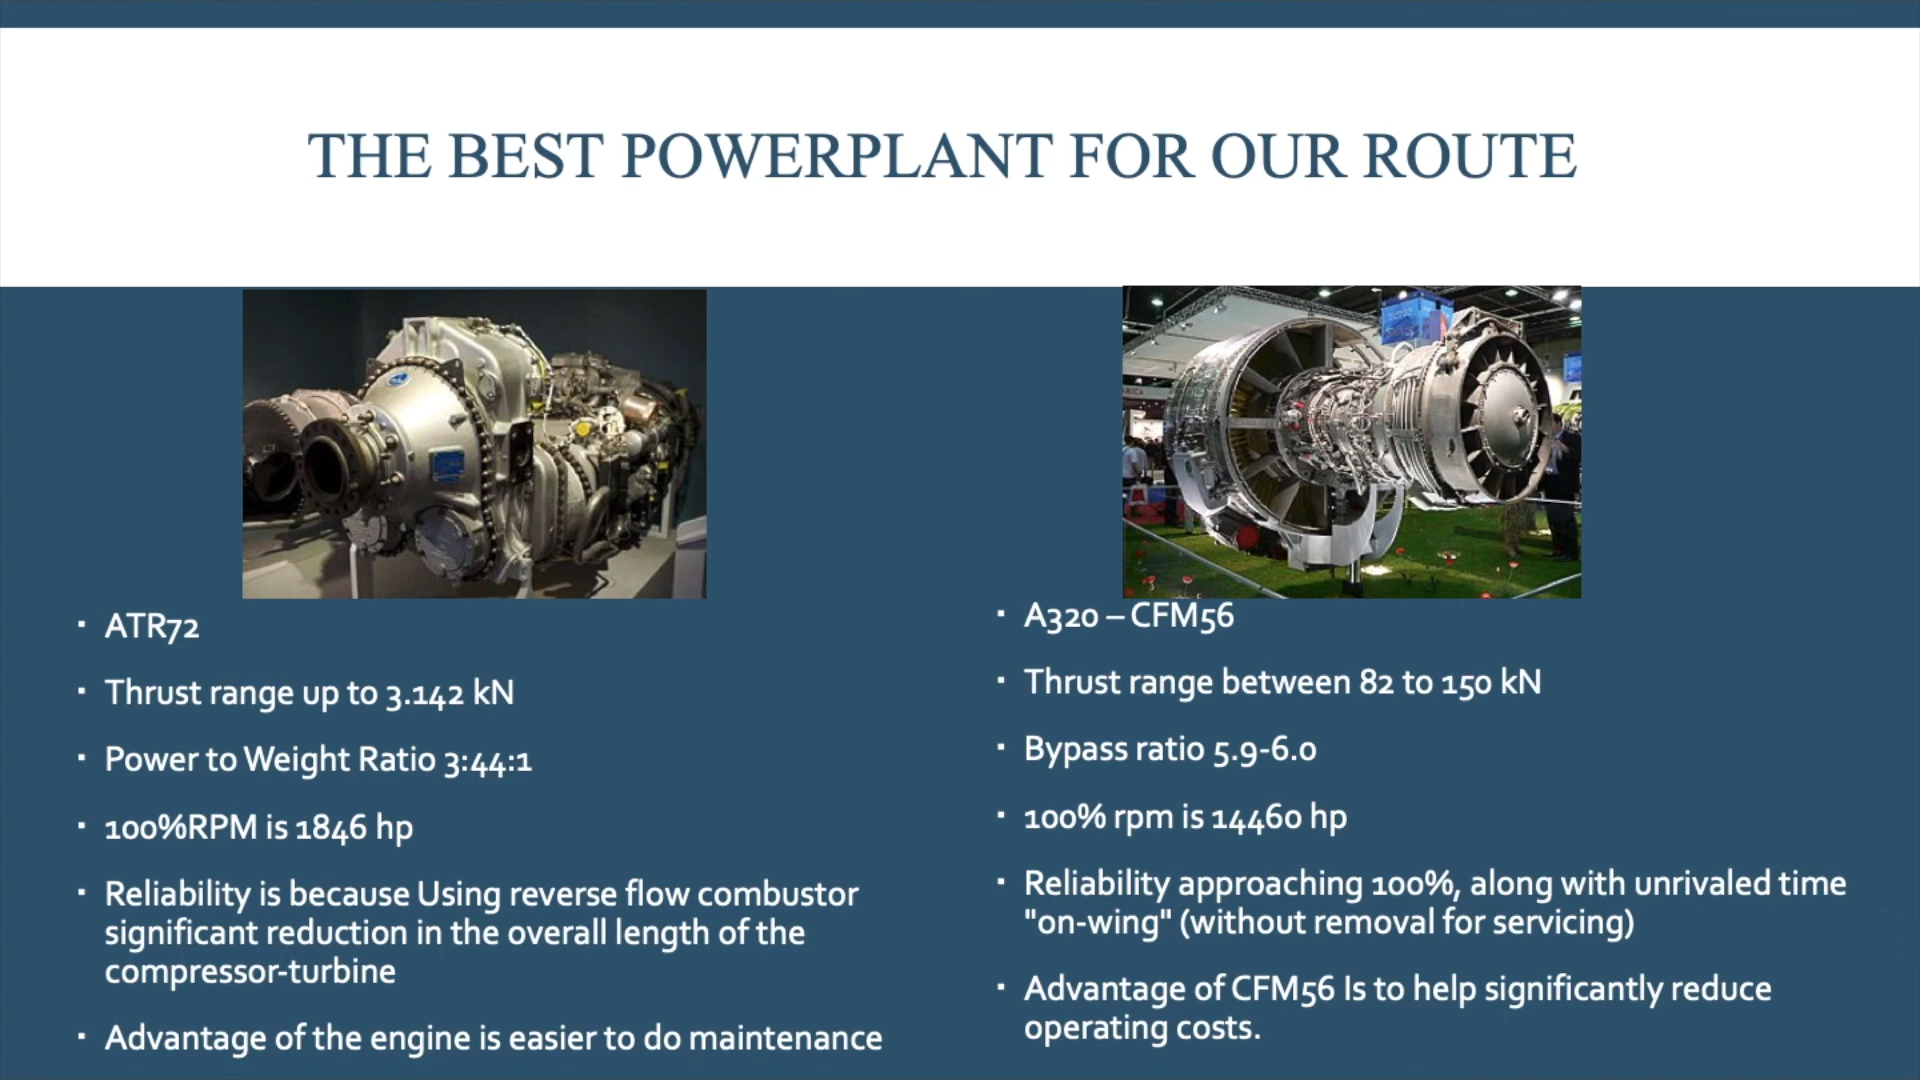 THE BEST POWERPLANT FOR OUR ROUTE
▪ ATR72
▪ Thrust range up to 3.142 kN
▪ Power to Weight Ratio 3:44:1
▪ 100%RPM is 1846 hp
▪ Reliability is because Using reverse flow combustor
significant reduction in the overall length of the
compressor-turbine
▪ Advantage of the engine is easier to do maintenance
▪ A320 – CFM56
▪ Thrust range between 82 to 150 kN
▪ Bypass ratio 5.9-6.0
▪ 100% rpm is 14460 hp
▪ Reliability approaching 100%, along with unrivaled time
"on-wing" (without removal for servicing)
▪ Advantage of CFM56 Is to help significantly reduce
operating costs.